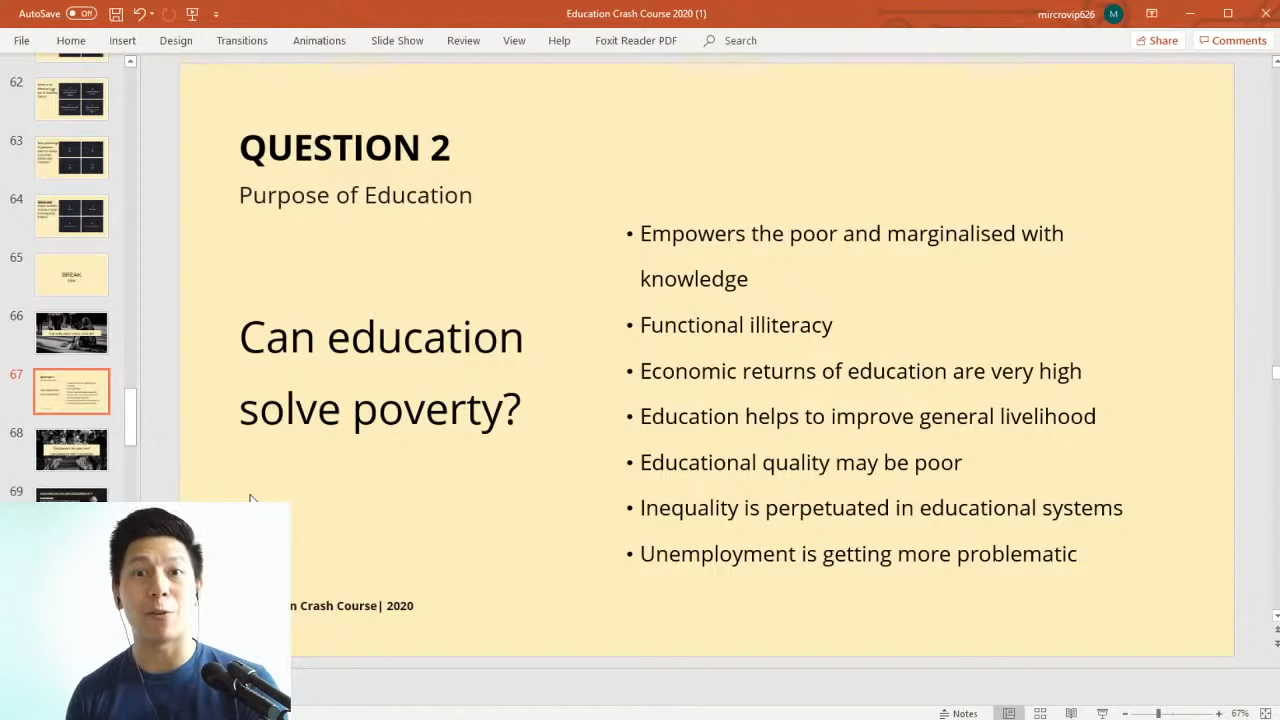 AutoSave Off Education Crash Course 2020 (1) mircrovip626 M
File Home Insert Design Transitions Animations Slide Show Review View Help Foxit Reader PDF Search Share Comments
62
63
64
65
BREAK
66
67
68
69
QUESTION 2
Purpose of Education
Can education
solve poverty?
• Empowers the poor and marginalised with
knowledge
• Functional illiteracy
• Economic returns of education are very high
• Education helps to improve general livelihood
• Educational quality may be poor
• Inequality is perpetuated in educational systems
• Unemployment is getting more problematic
n Crash Course| 2020
Notes 67%